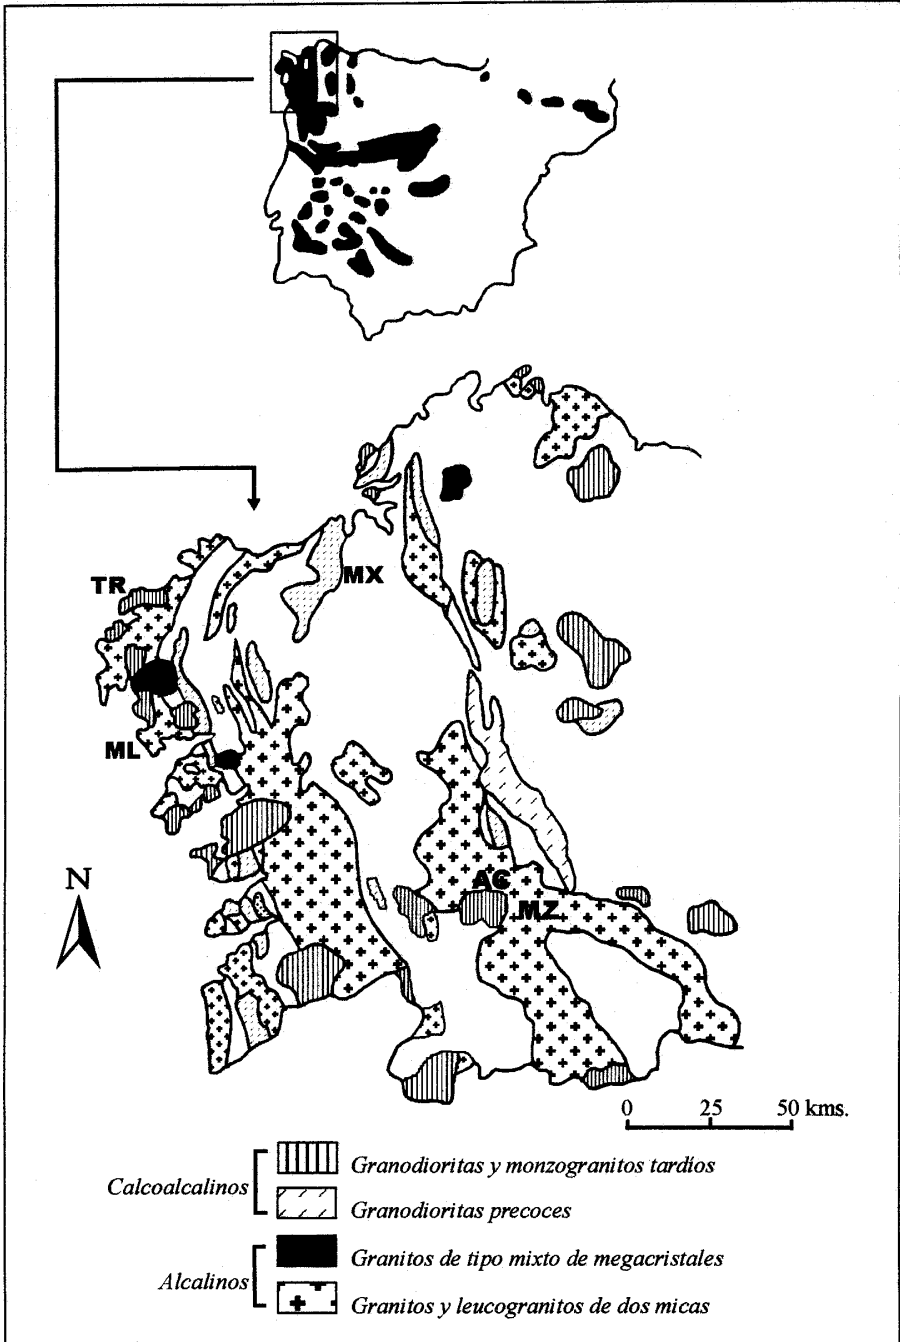 TR
MX
ML
N
AG
MZ
0 25 50 kms.
Calcoalcalinos
Granodioritas y monzogranitos tardíos
Granodioritas precoces
Alcalinos
Granitos de tipo mixto de megacristales
Granitos y leucogranitos de dos micas